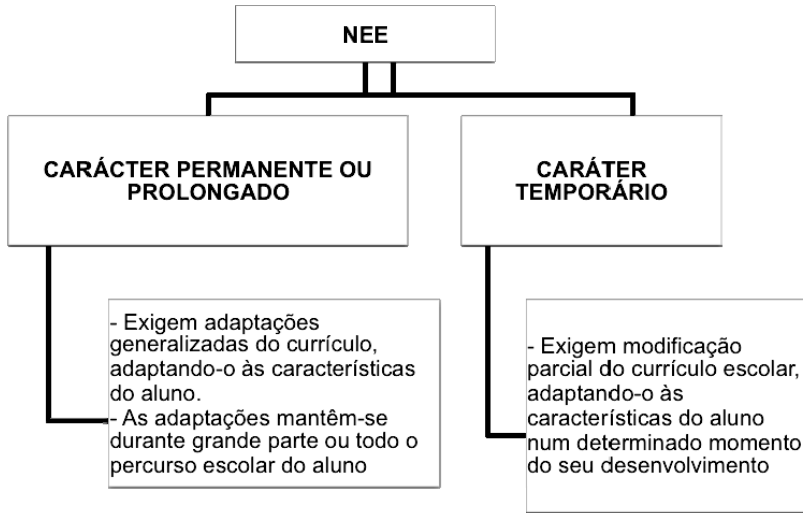 NEE
CARÁCTER PERMANENTE OU
PROLONGADO
CARÁTER
TEMPORÁRIO
- Exigem adaptações
generalizadas do currículo,
adaptando-o às características
do aluno.
- As adaptações mantêm-se
durante grande parte ou todo o
percurso escolar do aluno
- Exigem modificação
parcial do currículo escolar,
adaptando-o às
características do aluno
num determinado momento
do seu desenvolvimento